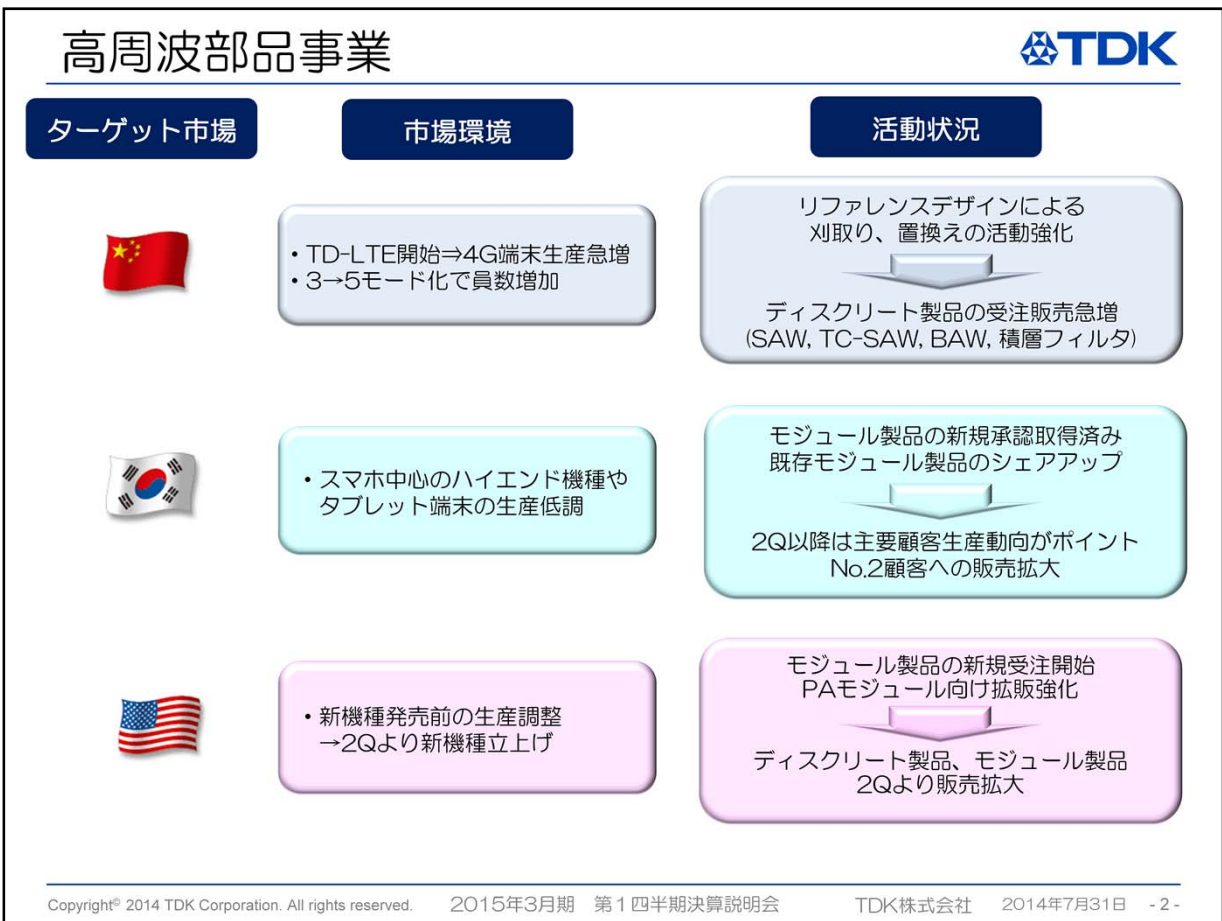 高周波部品事業
TDK
ターゲット市場
市場環境
活動状況
・TD-LTE開始⇒4G端末生産急増
・3→5モード化で員数増加
リファレンスデザインによる
刈取り、置換えの活動強化
ディスクリート製品の受注販売急増
(SAW, TC-SAW, BAW, 積層フィルタ)
・スマホ中心のハイエンド機種や
タブレット端末の生産低調
モジュール製品の新規承認取得済み
既存モジュール製品のシェアアップ
2Q以降は主要顧客生産動向がポイント
No.2顧客への販売拡大
・新機種発売前の生産調整
→2Qより新機種立上げ
モジュール製品の新規受注開始
PAモジュール向け拡販強化
ディスクリート製品、モジュール製品
2Qより販売拡大
Copyright© 2014 TDK Corporation. All rights reserved. 2015年3月期 第1四半期決算説明会 TDK株式会社 2014年7月31日 - 2 -